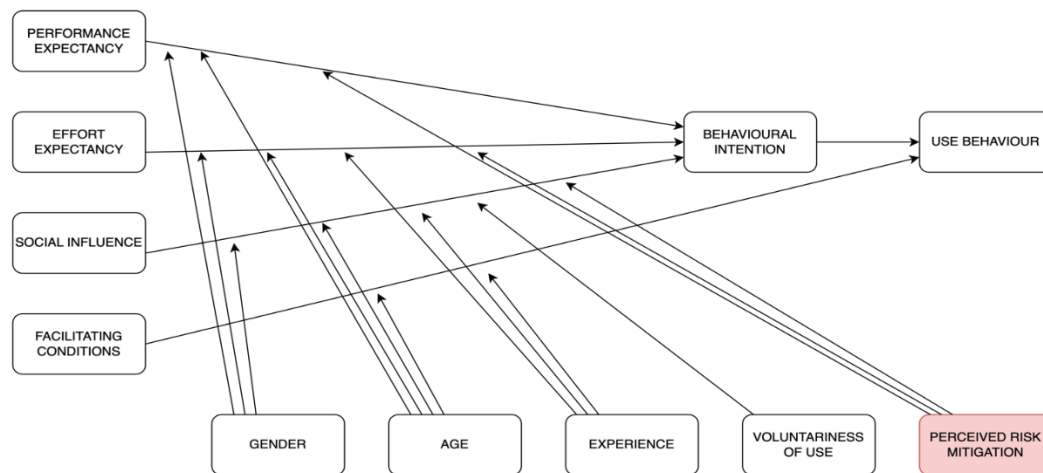 PERFORMANCE
EXPECTANCY
EFFORT
EXPECTANCY
BEHAVIOURAL
INTENTION
USE BEHAVIOUR
SOCIAL INFLUENCE
FACILITATING
CONDITIONS
GENDER
AGE
EXPERIENCE
VOLUNTARINESS
OF USE
PERCEIVED RISK
MITIGATION